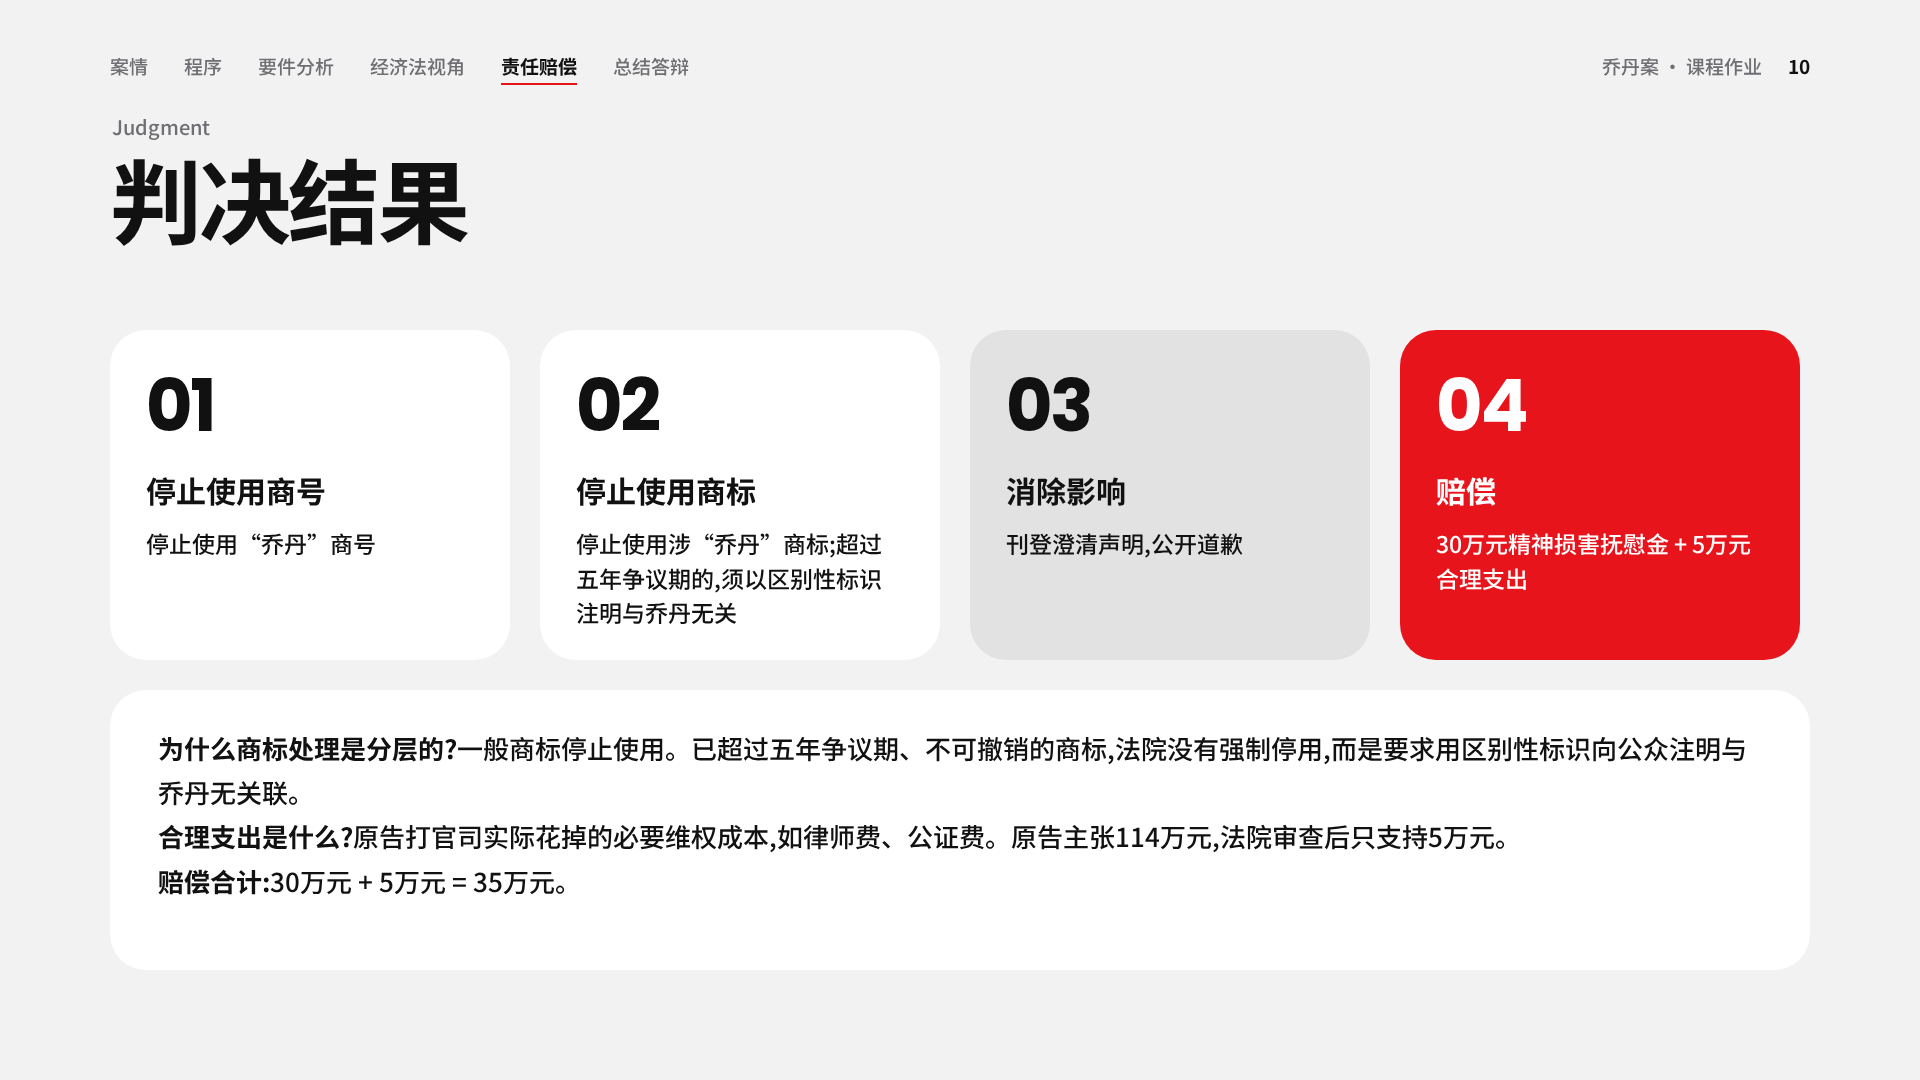 案情 程序 要件分析 经济法视角 责任赔偿 总结答辩 乔丹案 · 课程作业 10
Judgment
判决结果
01
停止使用商号
停止使用“乔丹”商号
02
停止使用商标
停止使用涉“乔丹”商标;超过
五年争议期的,须以区别性标识
注明与乔丹无关
03
消除影响
刊登澄清声明,公开道歉
04
赔偿
30万元精神损害抚慰金 + 5万元
合理支出
为什么商标处理是分层的?一般商标停止使用。已超过五年争议期、不可撤销的商标,法院没有强制停用,而是要求用区别性标识向公众注明与
乔丹无关联。
合理支出是什么?原告打官司实际花掉的必要维权成本,如律师费、公证费。原告主张114万元,法院审查后只支持5万元。
赔偿合计:30万元 + 5万元 = 35万元。